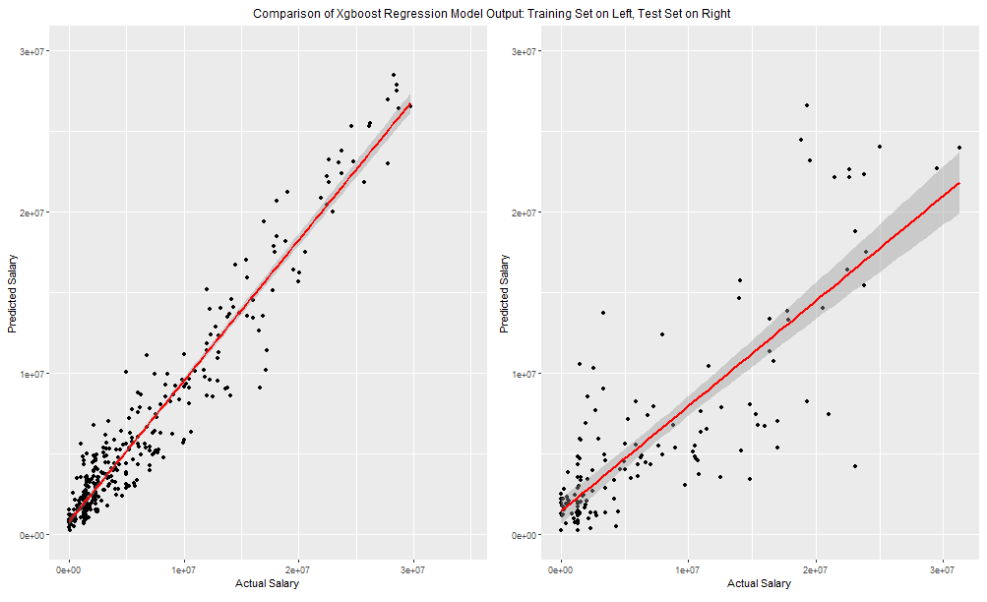 Comparison of Xgboost Regression Model Output: Training Set on Left, Test Set on Right
3e+07
2e+07
1e+07
0e+00
Predicted Salary
0e+00
1e+07
2e+07
3e+07
Actual Salary
3e+07
2e+07
1e+07
0e+00
Predicted Salary
0e+00
1e+07
2e+07
3e+07
Actual Salary